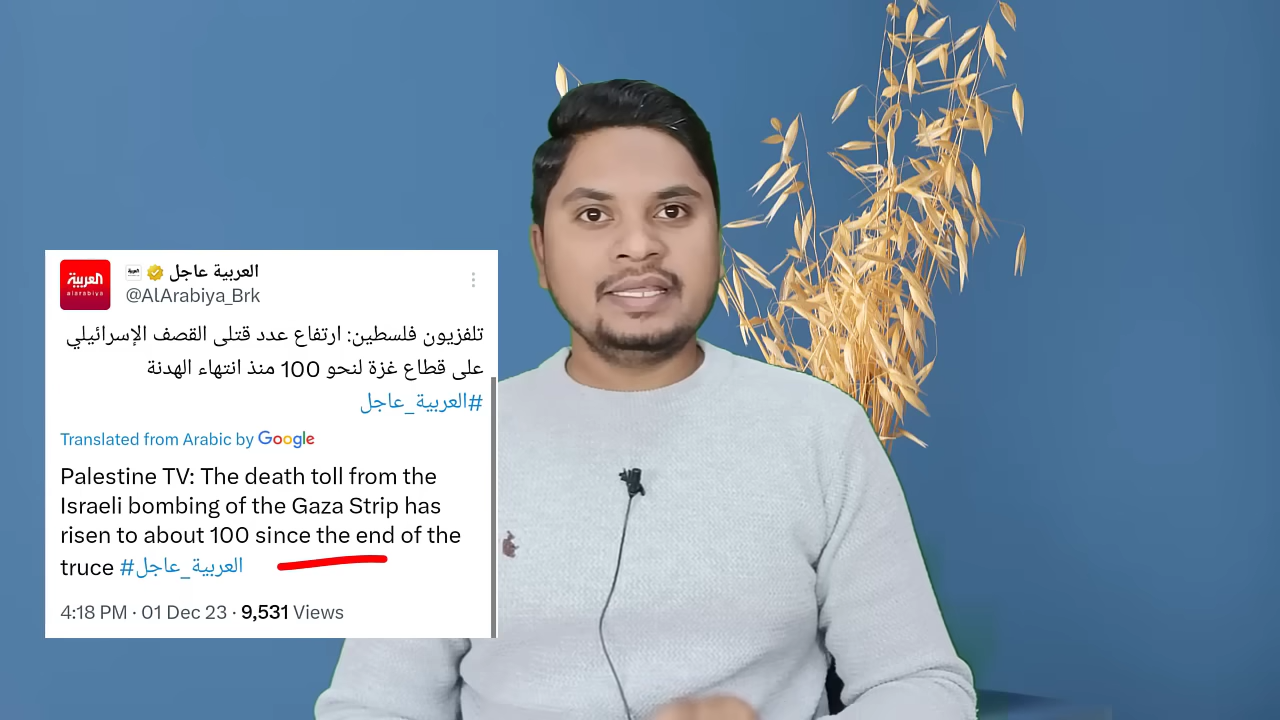 العربية
alarabiya
العربية عاجل
@AlArabiya_Brk
تلفزيون فلسطين: ارتفاع عدد قتلى القصف الإسرائيلي
على قطاع غزة لنحو 100 منذ انتهاء الهدنة
#العربية_عاجل
Translated from Arabic by Google
Palestine TV: The death toll from the
Israeli bombing of the Gaza Strip has
risen to about 100 since the end of the
truce #العربية_عاجل
4:18 PM · 01 Dec 23 · 9,531 Views